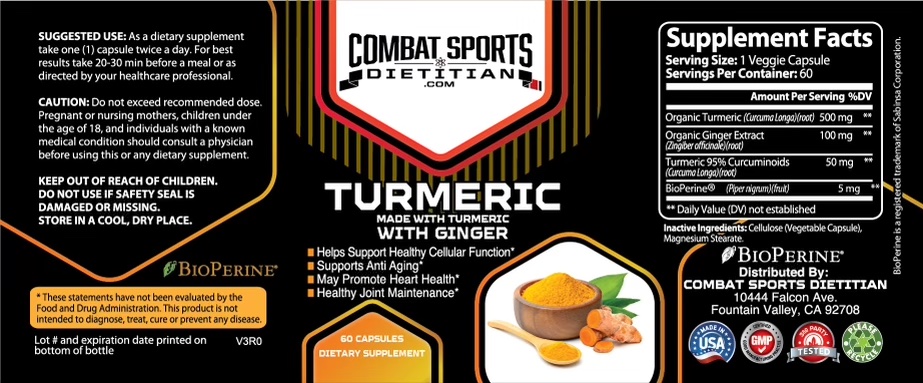 SUGGESTED USE: As a dietary supplement
take one (1) capsule twice a day. For best
results take 20-30 min before a meal or as
directed by your healthcare professional.
CAUTION: Do not exceed recommended dose.
Pregnant or nursing mothers, children under
the age of 18, and individuals with a known
medical condition should consult a physician
before using this or any dietary supplement.
KEEP OUT OF REACH OF CHILDREN.
DO NOT USE IF SAFETY SEAL IS
DAMAGED OR MISSING.
STORE IN A COOL, DRY PLACE.
BIOPERINE®
* These statements have not been evaluated by the
Food and Drug Administration. This product is not
intended to diagnose, treat, cure or prevent any disease.
Lot # and expiration date printed on
bottom of bottle
V3R0
COMBAT SPORTS
DIETITIAN
.COM
TURMERIC
MADE WITH TURMERIC
WITH GINGER
Helps Support Healthy Cellular Function*
Supports Anti Aging*
May Promote Heart Health*
Healthy Joint Maintenance*
60 CAPSULES
DIETARY SUPPLEMENT
Supplement Facts
Serving Size: 1 Veggie Capsule
Servings Per Container: 60
Amount Per Serving %DV
Organic Turmeric (Curcuma Longa)(root) 500 mg **
Organic Ginger Extract 100 mg **
(Zingiber officinale)(root)
Turmeric 95% Curcuminoids 50 mg **
(Curcuma Longa)(root)
BioPerine® (Piper nigrum)(fruit) 5 mg **
** Daily Value (DV) not established
Inactive Ingredients: Cellulose (Vegetable Capsule),
Magnesium Stearate.
BIOPERINE®
Distributed By:
COMBAT SPORTS DIETITIAN
10444 Falcon Ave.
Fountain Valley, CA 92708
MADE IN
USA
GMP
3RD PARTY
TESTED
PLEASE
RECYCLE
BioPerine is a registered trademark of Sabinsa Corporation.